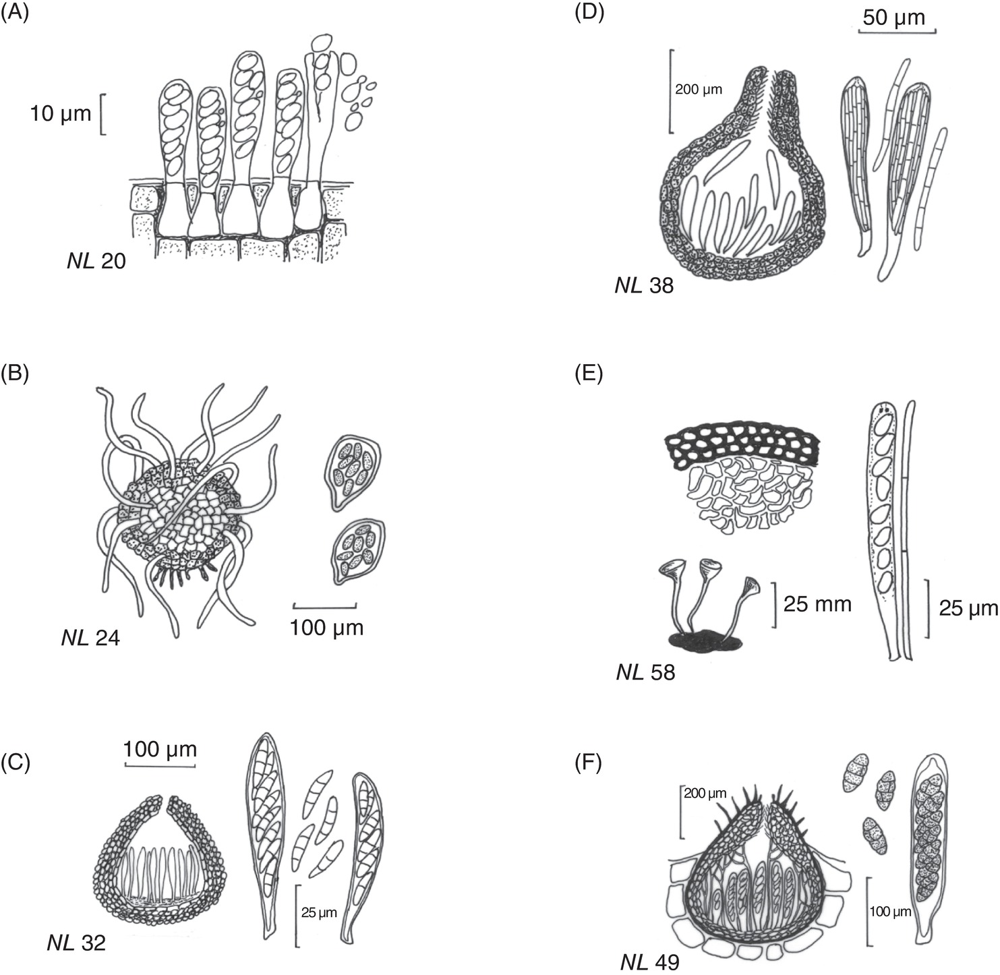 (A)
10 µm
NL 20
(B)
100 µm
NL 24
(C)
100 µm
25 µm
NL 32
(D)
50 µm
200 µm
NL 38
(E)
25 mm
25 µm
NL 58
(F)
200 µm
100 µm
NL 49